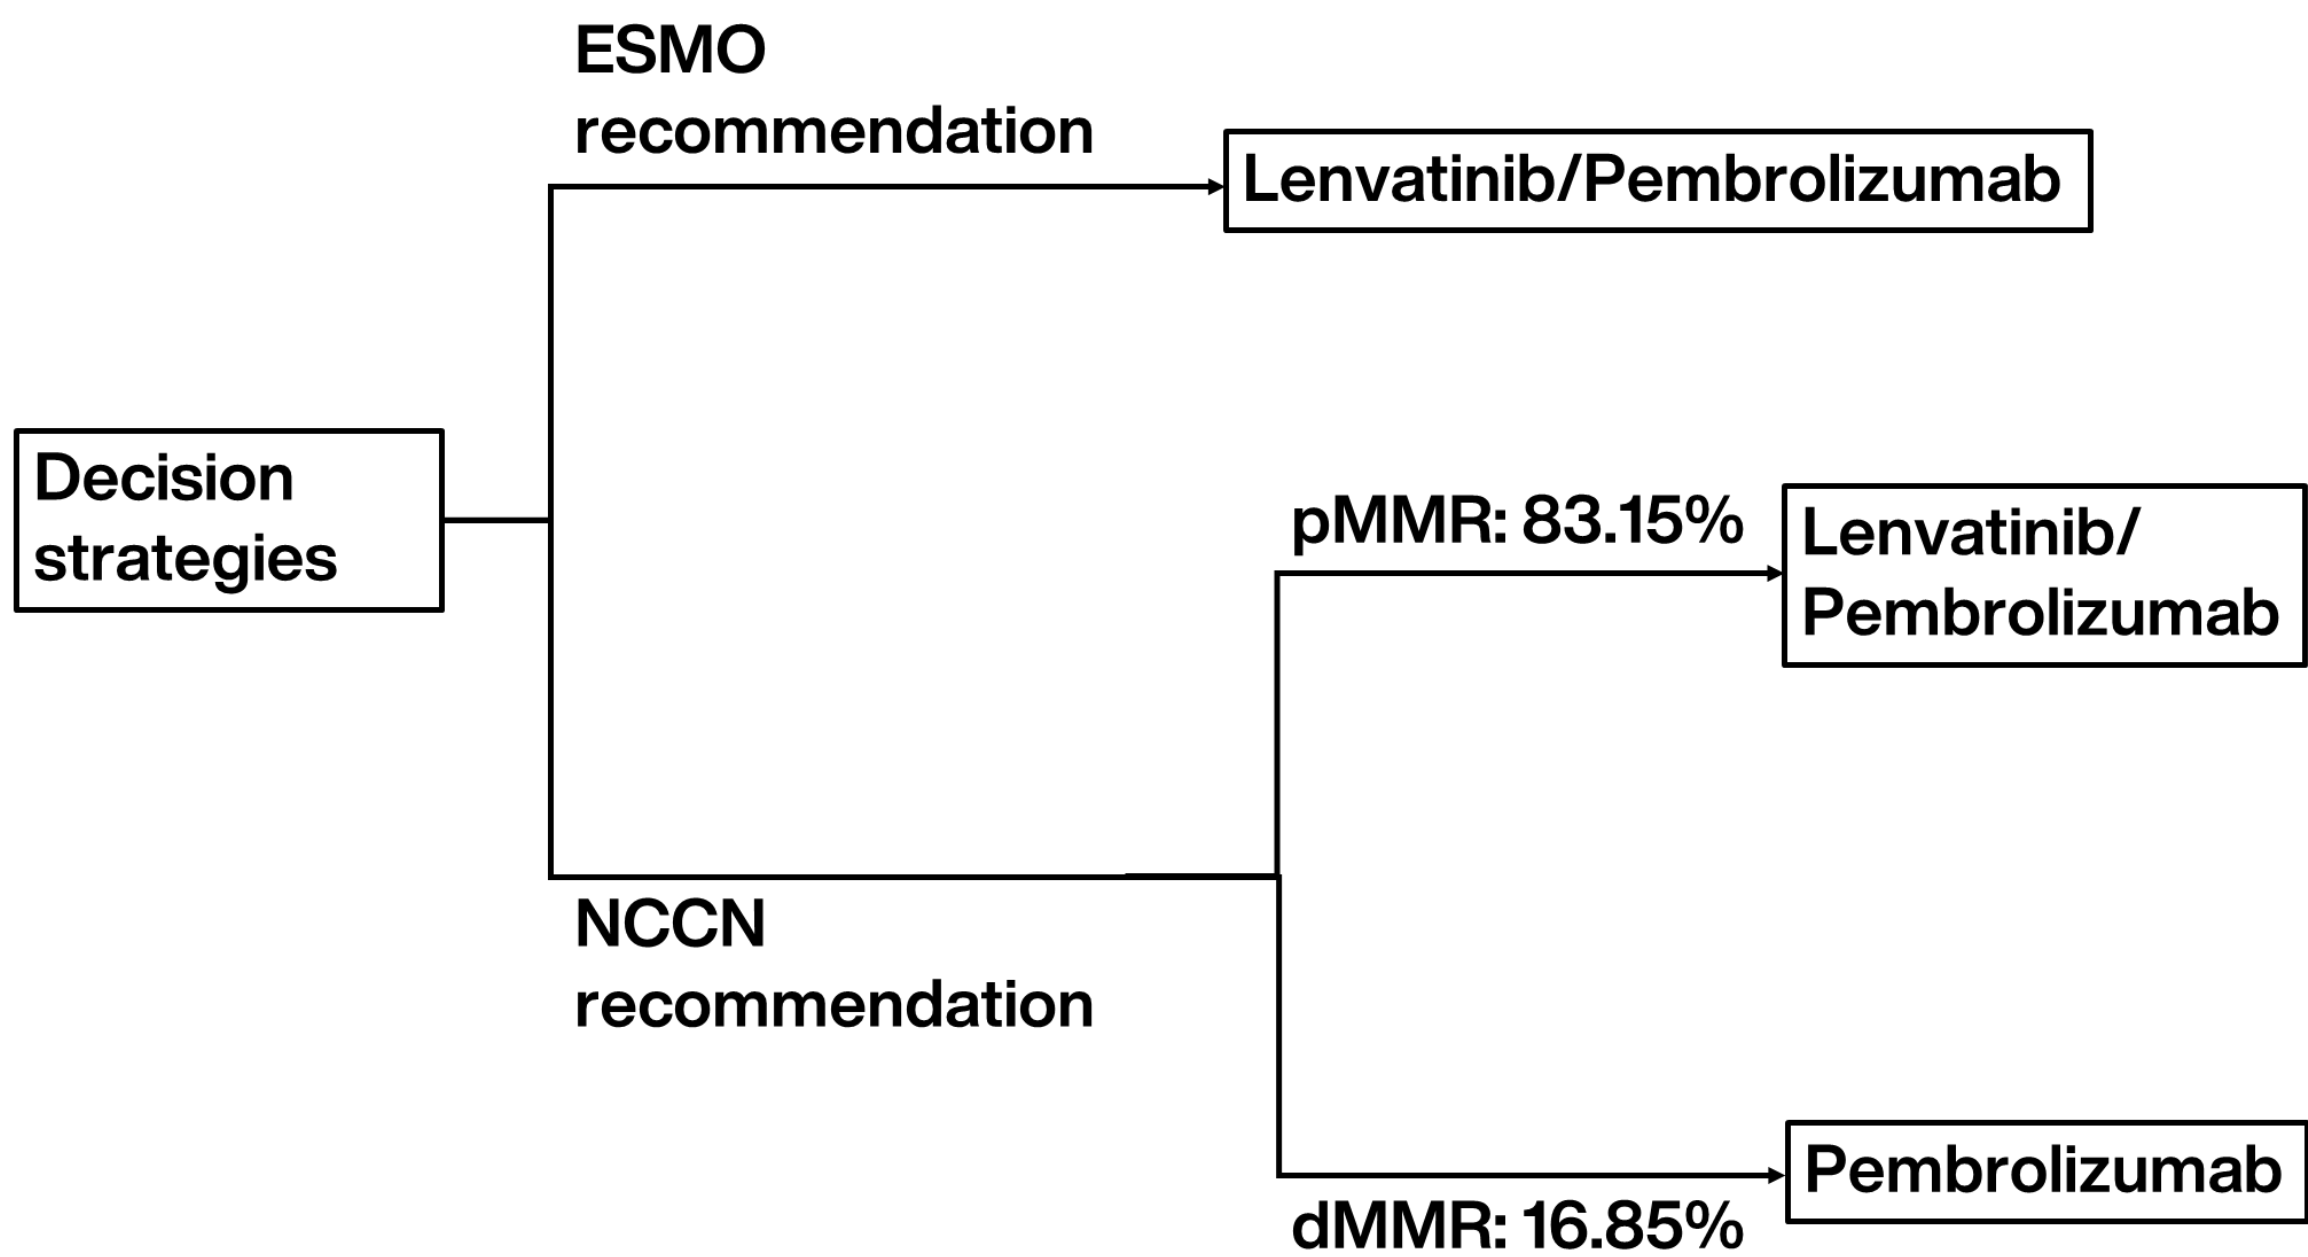 ESMO
recommendation
Lenvatinib/Pembrolizumab
Decision
strategies
pMMR: 83.15%
Lenvatinib/
Pembrolizumab
NCCN
recommendation
Pembrolizumab
dMMR: 16.85%